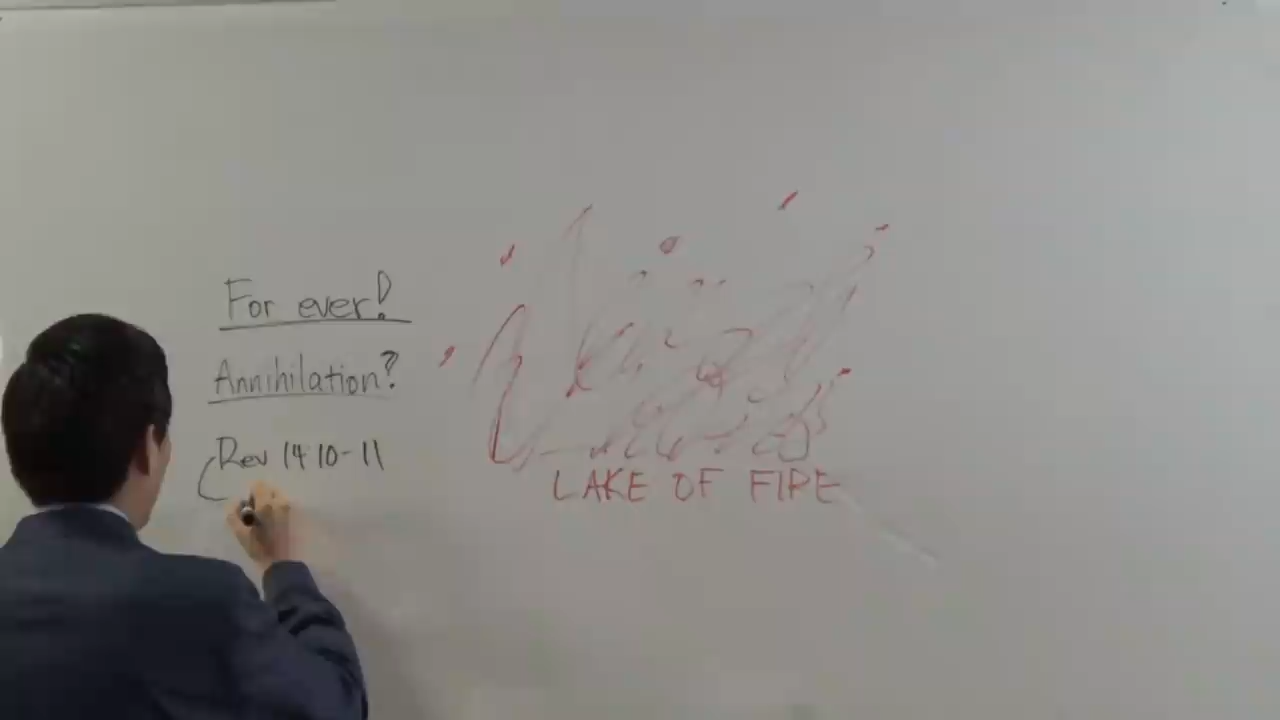 For ever!
Annihilation?
Rev 14 10-11
LAKE OF FIRE